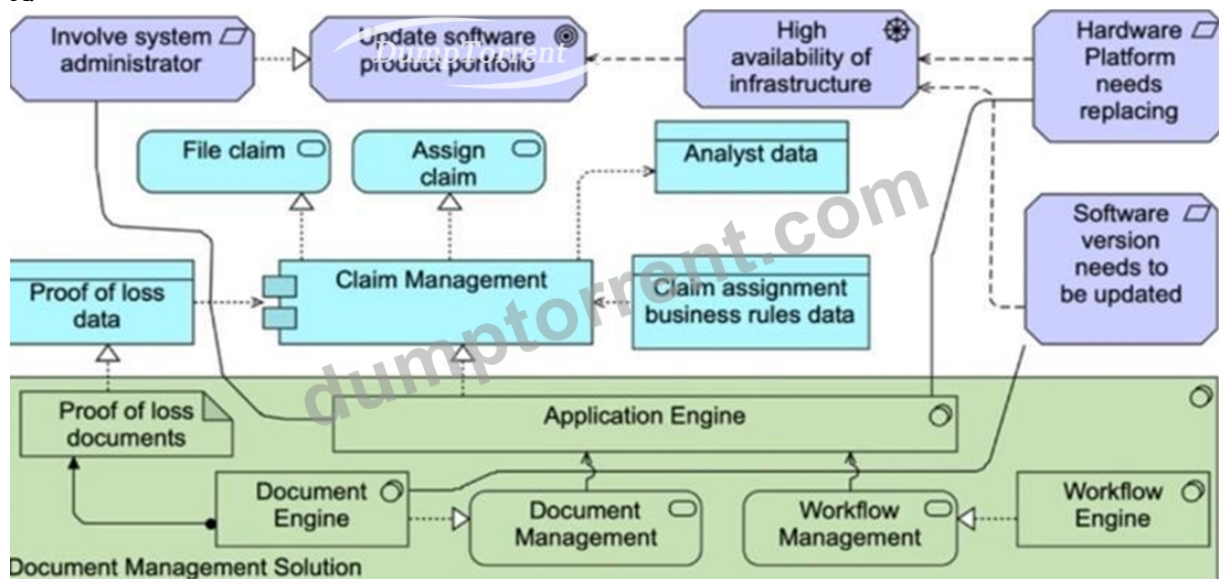 Involve system
administrator
Update software
product portfolio
DumpTorrent
High
availability of
infrastructure
Hardware
Platform
needs
replacing
File claim
Assign
claim
Analyst data
Software
version
needs to
be updated
Proof of loss
data
Claim Management
Claim assignment
business rules data
dumptorrent.com
Proof of loss
documents
Application Engine
Document
Engine
Document
Management
Workflow
Management
Workflow
Engine
Document Management Solution